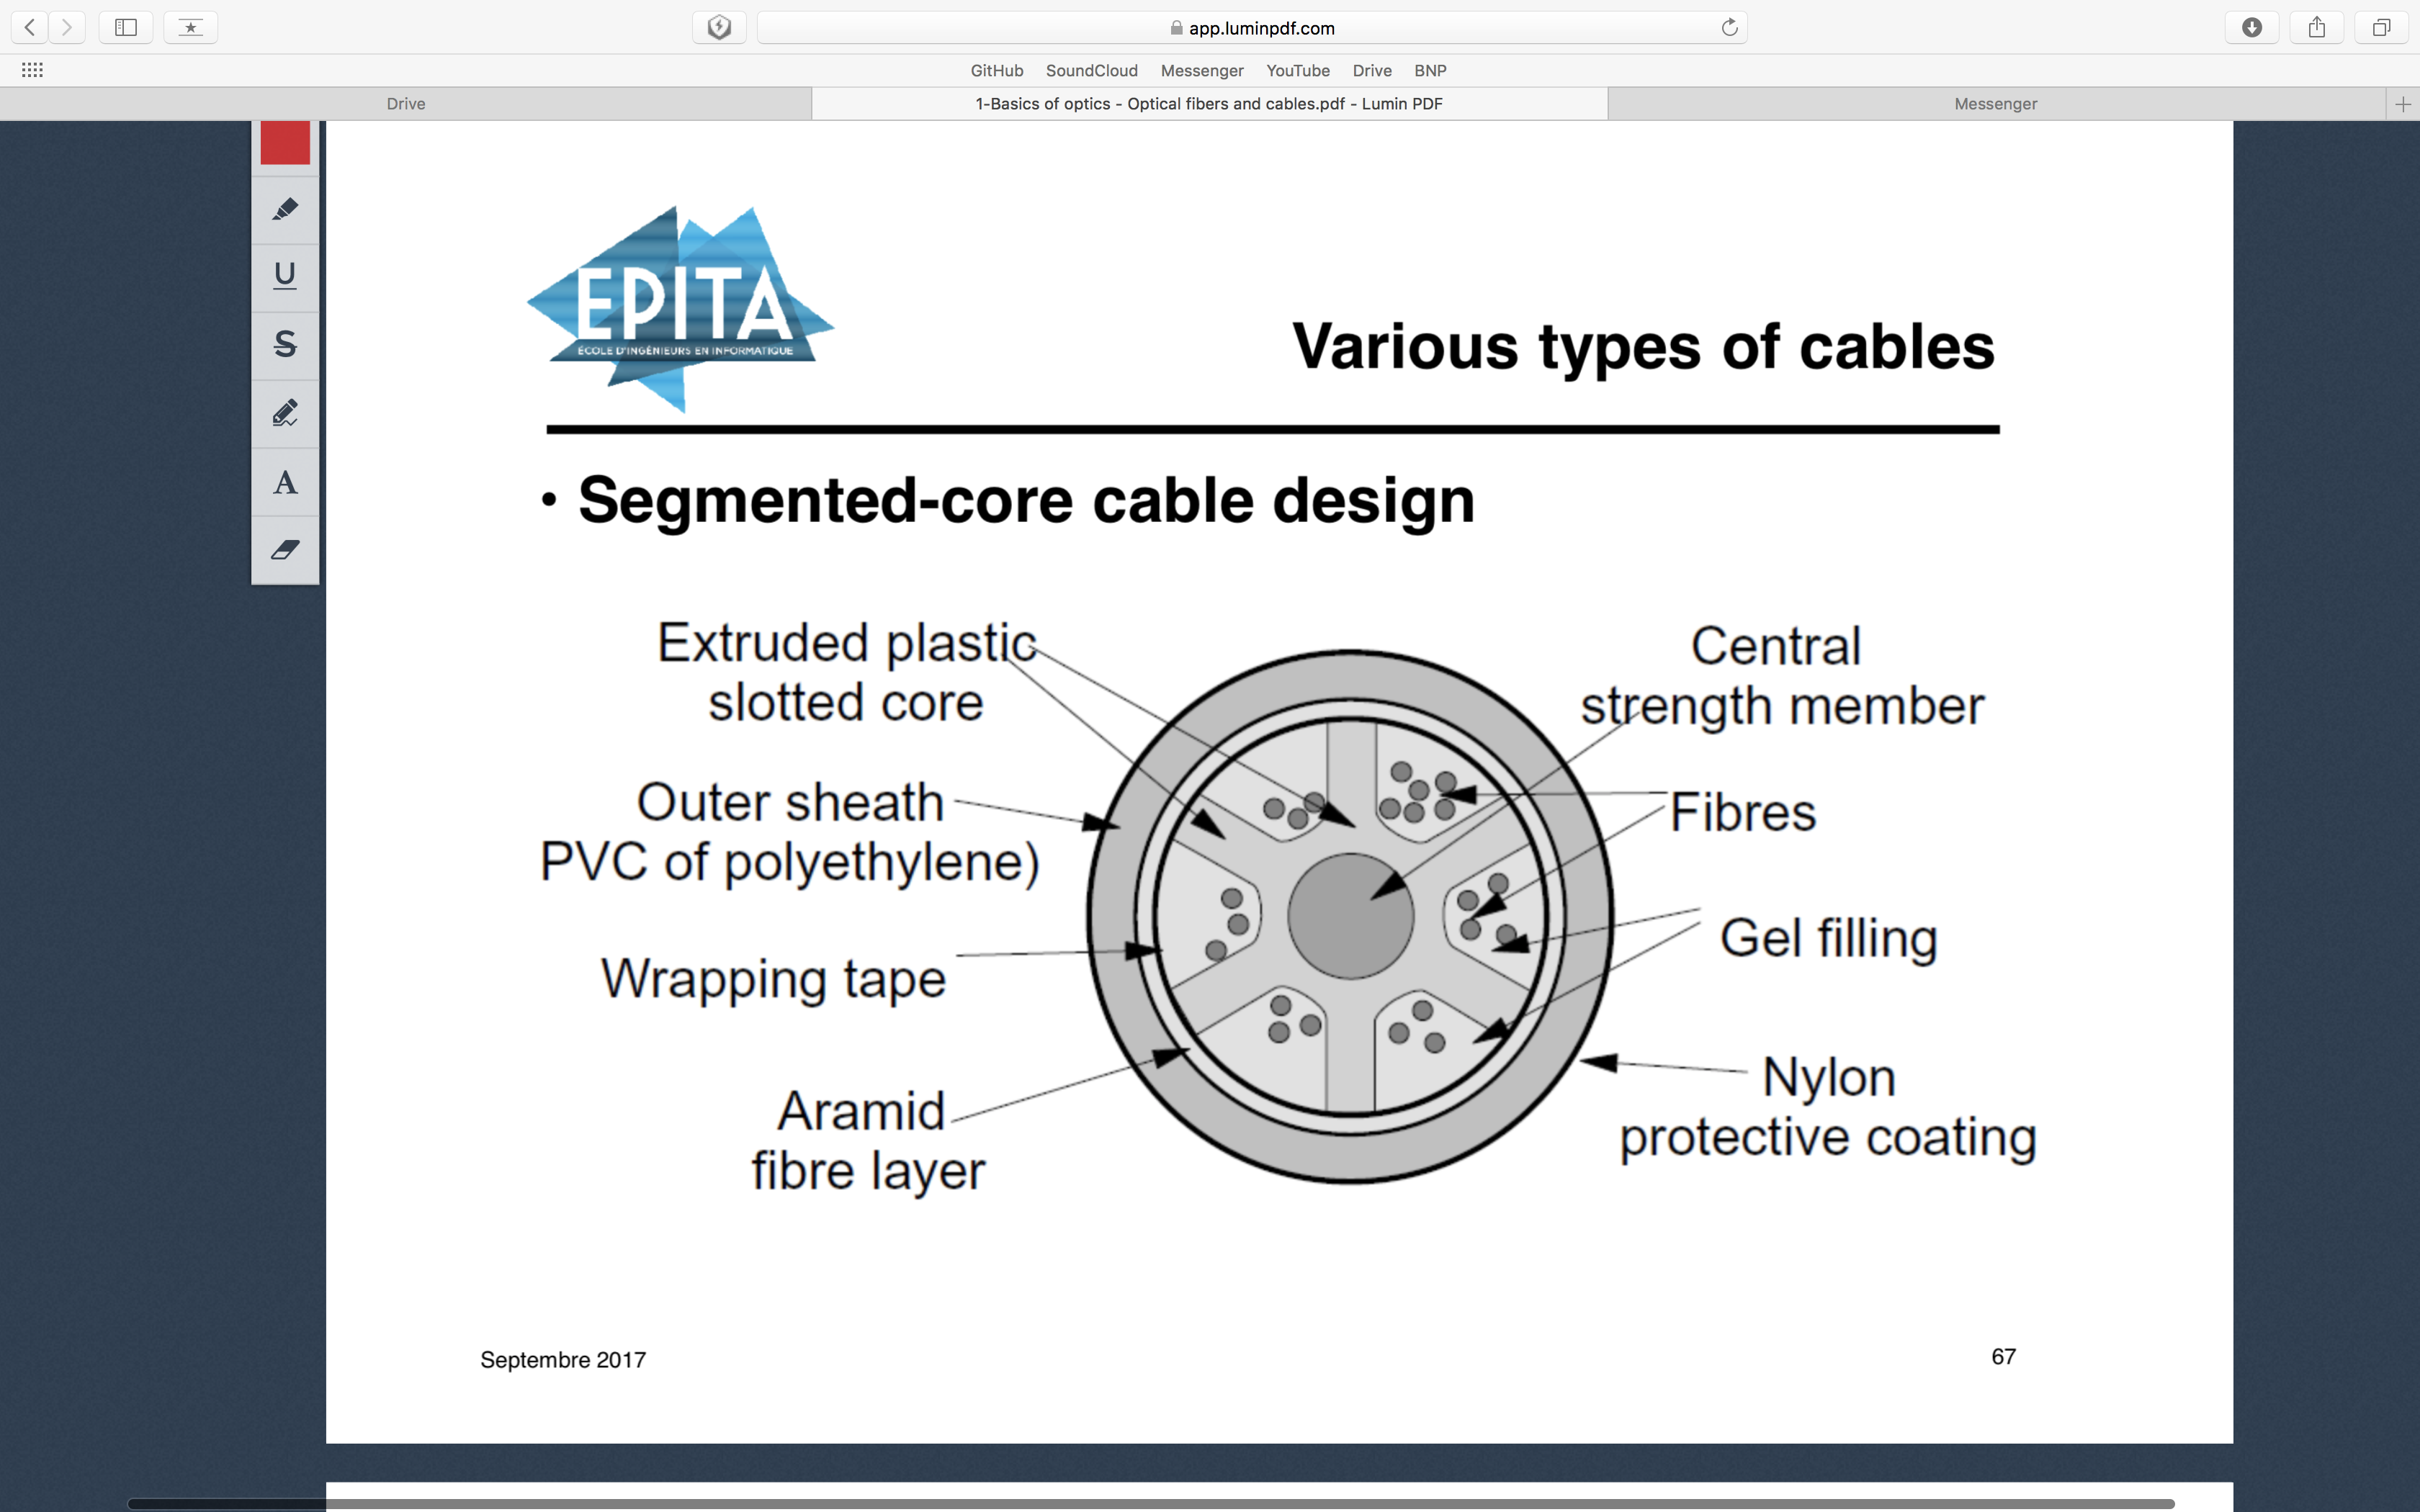 app.luminpdf.com
GitHub SoundCloud Messenger YouTube Drive BNP
Drive
1-Basics of optics - Optical fibers and cables.pdf - Lumin PDF
Messenger
U
S
A
EPITA
ÉCOLE D'INGÉNIEURS EN INFORMATIQUE
Various types of cables
• Segmented-core cable design
Extruded plastic
slotted core
Central
strength member
Outer sheath
PVC of polyethylene)
Fibres
Wrapping tape
Gel filling
Aramid
fibre layer
Nylon
protective coating
Septembre 2017
67